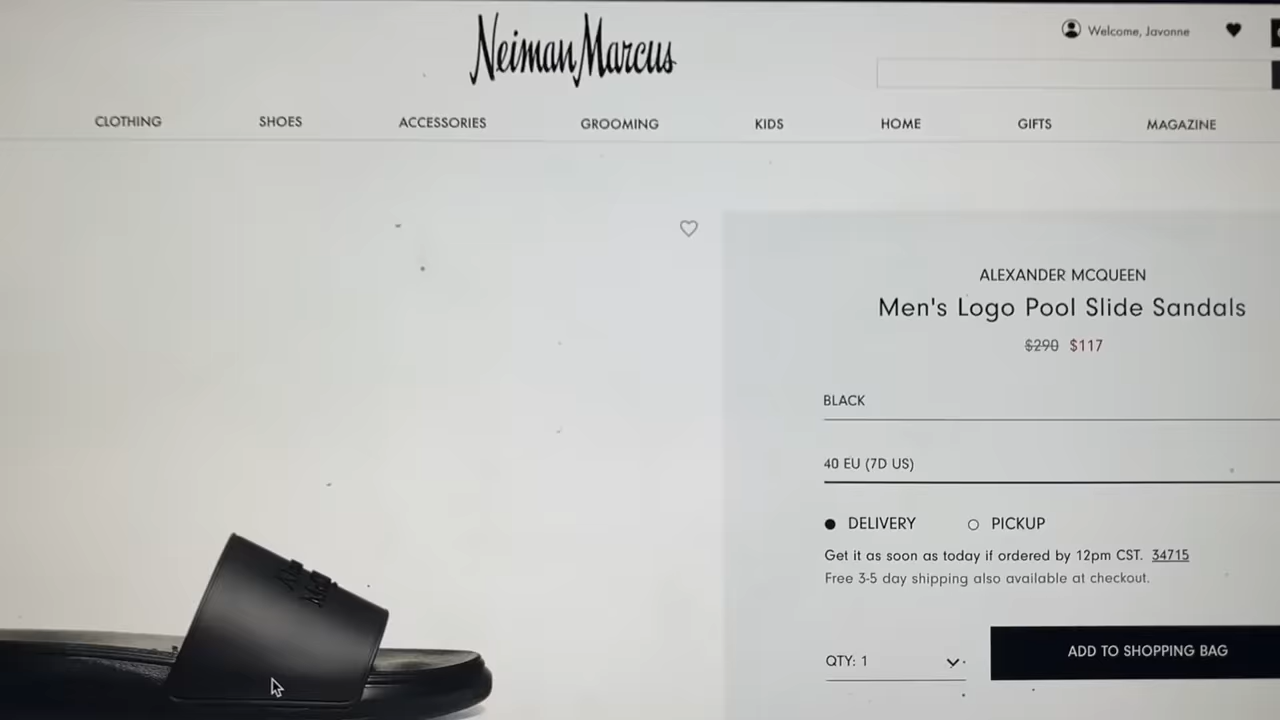 Neiman Marcus
Welcome, Javonne
CLOTHING SHOES ACCESSORIES GROOMING KIDS HOME GIFTS MAGAZINE
ALEXANDER MCQUEEN
Men's Logo Pool Slide Sandals
$290 $117
BLACK
40 EU (7D US)
DELIVERY PICKUP
Get it as soon as today if ordered by 12pm CST. 34715
Free 3-5 day shipping also available at checkout.
QTY: 1
ADD TO SHOPPING BAG